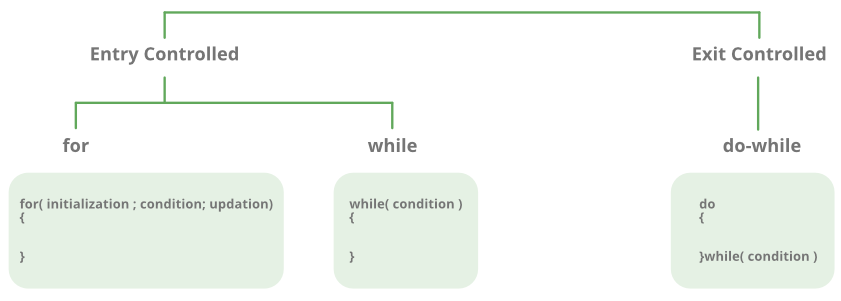 Entry Controlled
Exit Controlled
for
while
do-while
for( initialization ; condition; updation)
{
}
while( condition )
{
}
do
{
}while( condition )